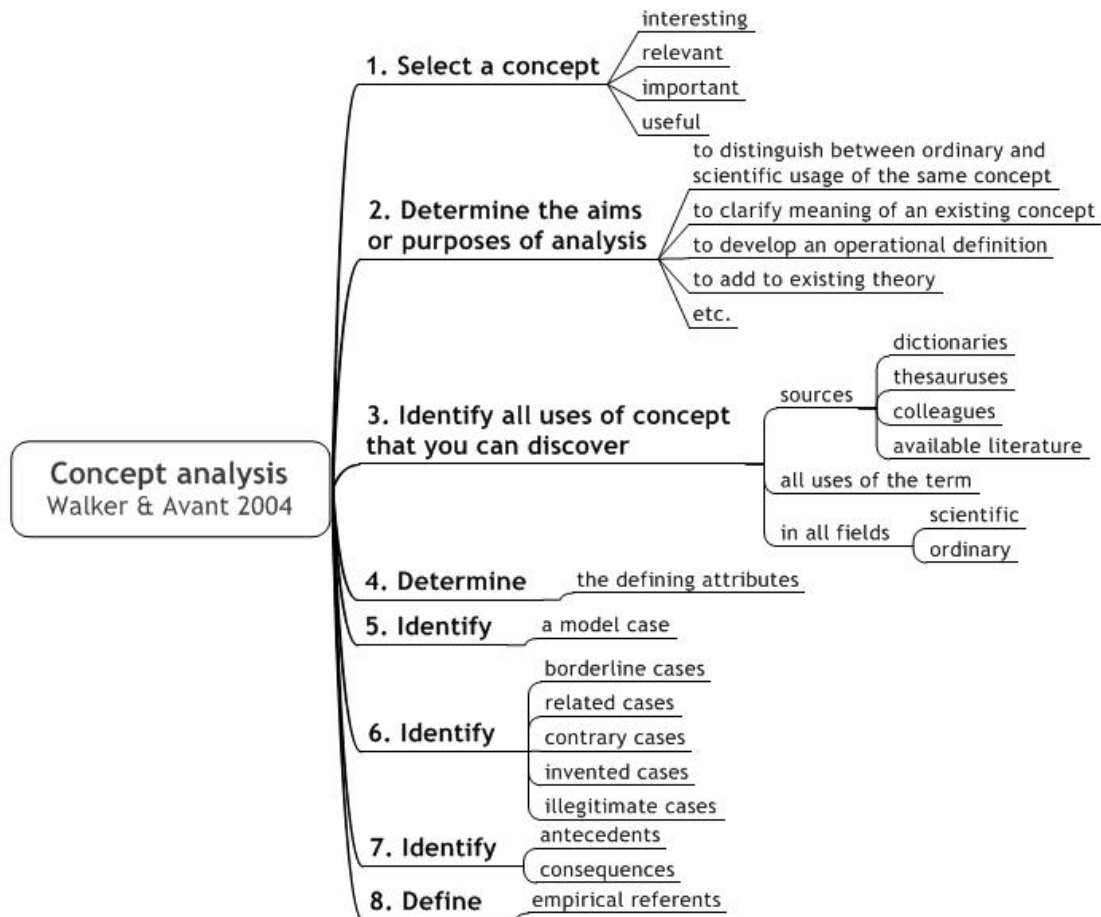 interesting
1. Select a concept
relevant
important
useful
to distinguish between ordinary and
scientific usage of the same concept
2. Determine the aims
or purposes of analysis
to clarify meaning of an existing concept
to develop an operational definition
to add to existing theory
etc.
3. Identify all uses of concept
that you can discover
sources
dictionaries
thesauruses
colleagues
available literature
all uses of the term
in all fields
scientific
ordinary
Concept analysis
Walker & Avant 2004
4. Determine
the defining attributes
5. Identify
a model case
6. Identify
borderline cases
related cases
contrary cases
invented cases
illegitimate cases
7. Identify
antecedents
consequences
8. Define
empirical referents